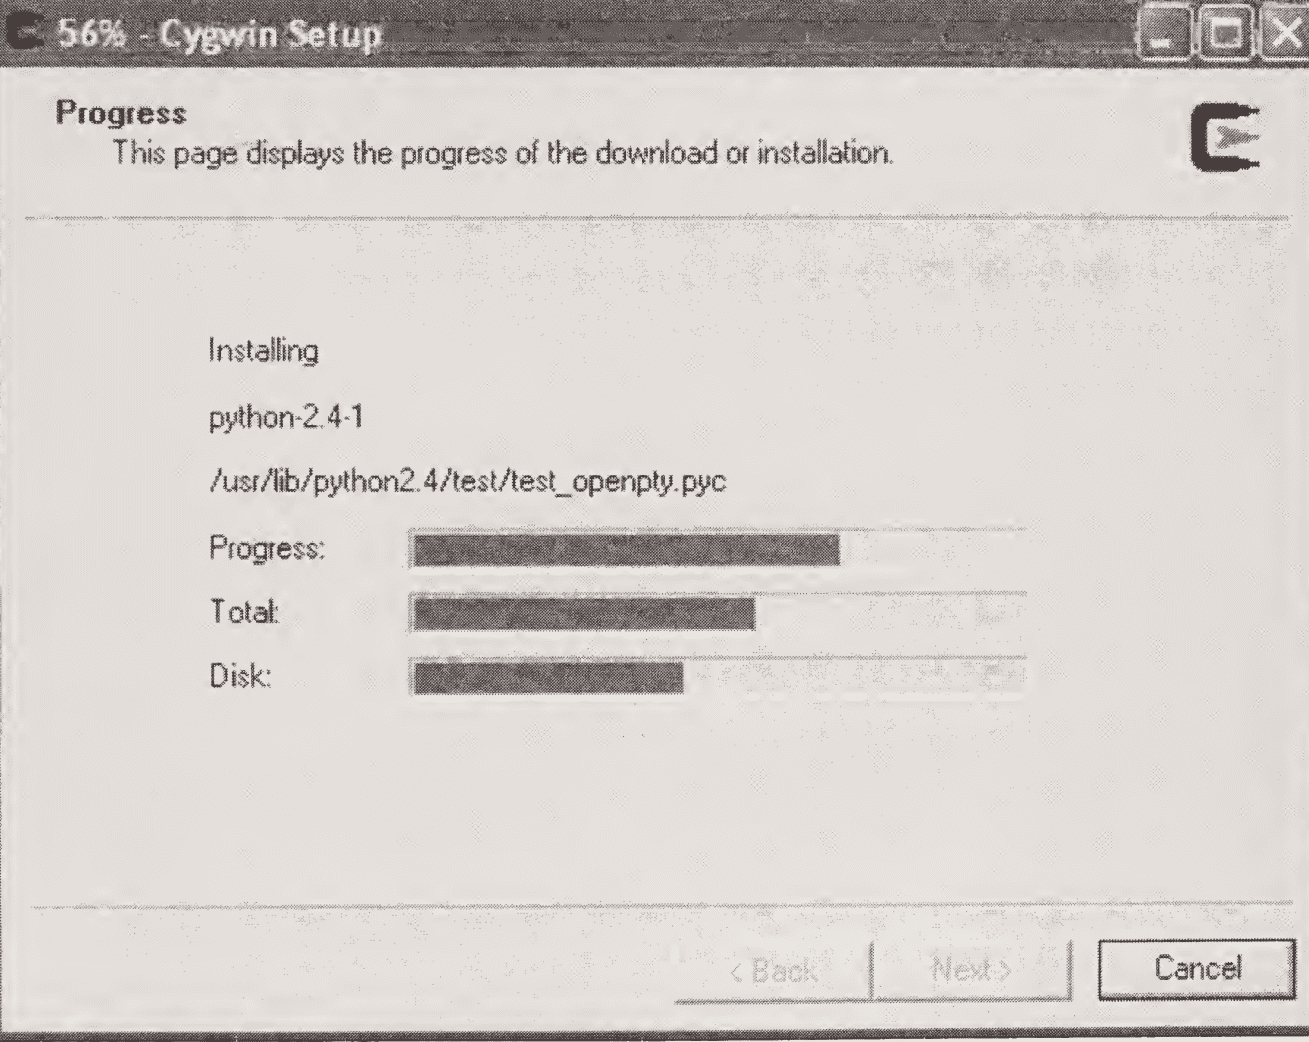 56% - Cygwin Setup
Progress
This page displays the progress of the download or installation.
Installing
python-2.4-1
/usr/lib/python2.4/test/test_openpty.pyc
Progress:
Total:
Disk:
< Back
Next >
Cancel